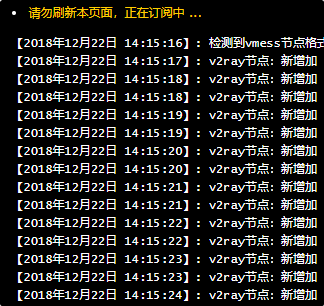 请勿刷新本页面，正在订阅中 ...
【2018年12月22日 14:15:16】: 检测到vmess节点格式
【2018年12月22日 14:15:17】: v2ray节点：新增加
【2018年12月22日 14:15:18】: v2ray节点：新增加
【2018年12月22日 14:15:18】: v2ray节点：新增加
【2018年12月22日 14:15:19】: v2ray节点：新增加
【2018年12月22日 14:15:19】: v2ray节点：新增加
【2018年12月22日 14:15:20】: v2ray节点：新增加
【2018年12月22日 14:15:20】: v2ray节点：新增加
【2018年12月22日 14:15:21】: v2ray节点：新增加
【2018年12月22日 14:15:21】: v2ray节点：新增加
【2018年12月22日 14:15:22】: v2ray节点：新增加
【2018年12月22日 14:15:22】: v2ray节点：新增加
【2018年12月22日 14:15:23】: v2ray节点：新增加
【2018年12月22日 14:15:23】: v2ray节点：新增加
【2018年12月22日 14:15:24】: v2ray节点：新增加